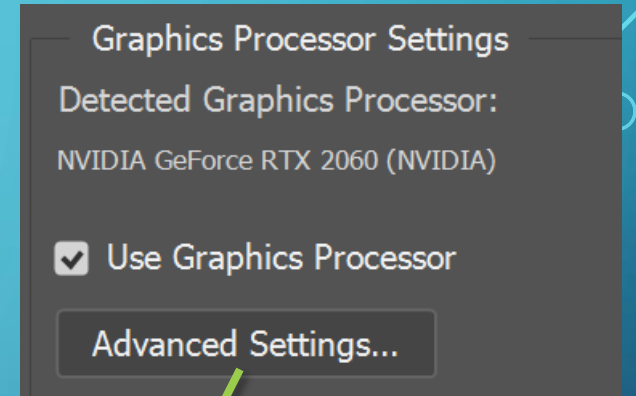 Graphics Processor Settings
Detected Graphics Processor:
NVIDIA GeForce RTX 2060 (NVIDIA)
Use Graphics Processor
Advanced Settings...